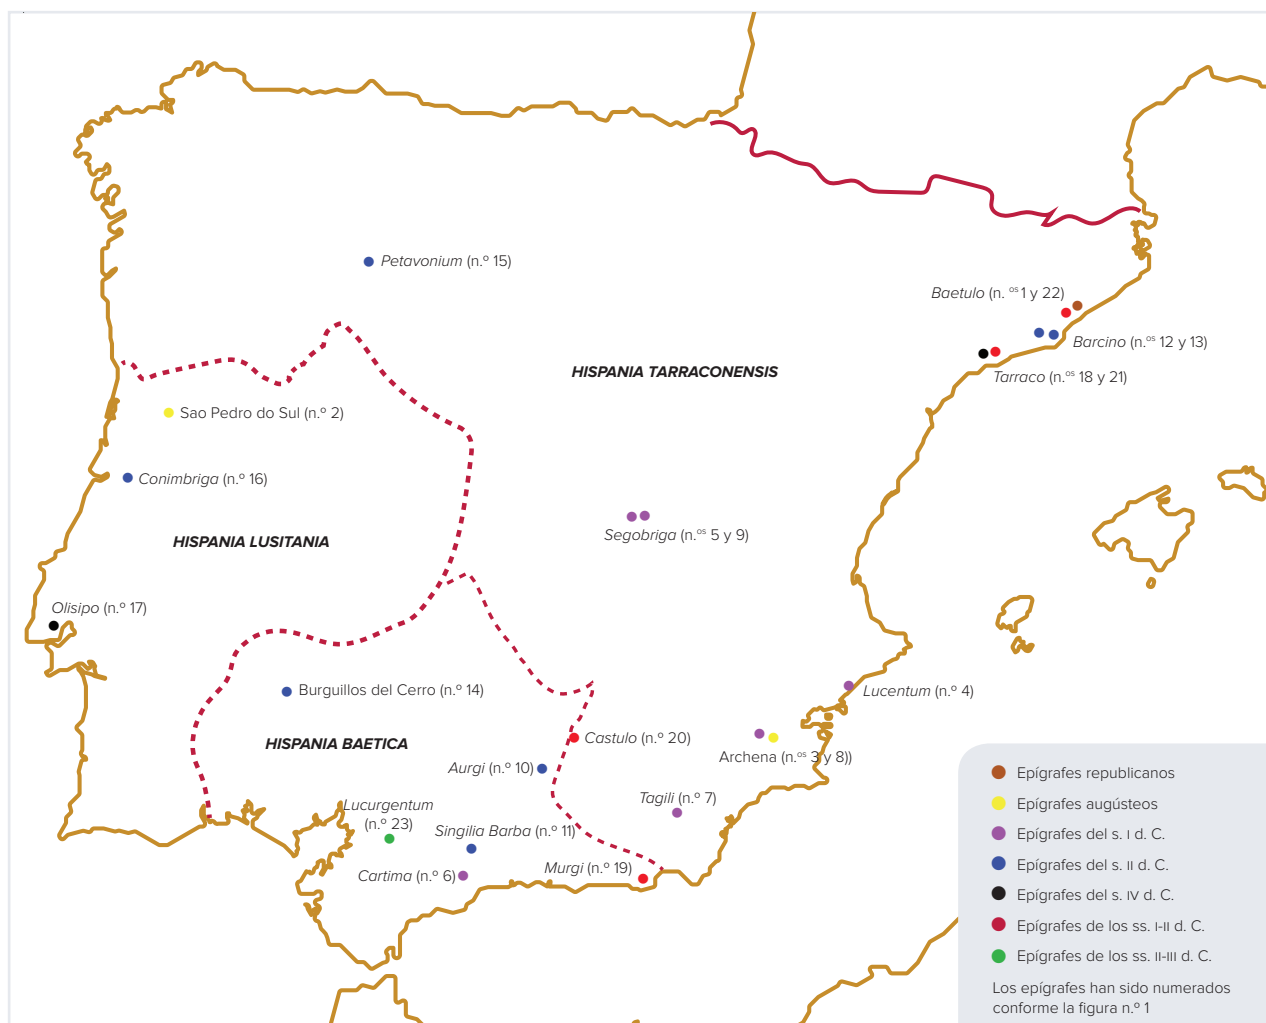 Petavonium (n.º 15)
Baetulo (n. ᵒˢ 1 y 22)
Barcino (n.ᵒˢ 12 y 13)
HISPANIA TARRACONENSIS
Tarraco (n.ᵒˢ 18 y 21)
Sao Pedro do Sul (n.º 2)
Conimbriga (n.º 16)
HISPANIA LUSITANIA
Segobriga (n.ᵒˢ 5 y 9)
Olisipo (n.º 17)
Burguillos del Cerro (n.º 14)
Lucentum (n.º 4)
HISPANIA BAETICA
Castulo (n.º 20)
Archena (n.ᵒˢ 3 y 8))
Aurgi (n.º 10)
Tagili (n.º 7)
Lucurgentum
(n.º 23)
Singilia Barba (n.º 11)
Cartima (n.º 6)
Murgi (n.º 19)
Epígrafes republicanos
Epígrafes augústeos
Epígrafes del s. I d. C.
Epígrafes del s. II d. C.
Epígrafes del s. IV d. C.
Epígrafes de los ss. I-II d. C.
Epígrafes de los ss. II-III d. C.
Los epígrafes han sido numerados
conforme la figura n.º 1